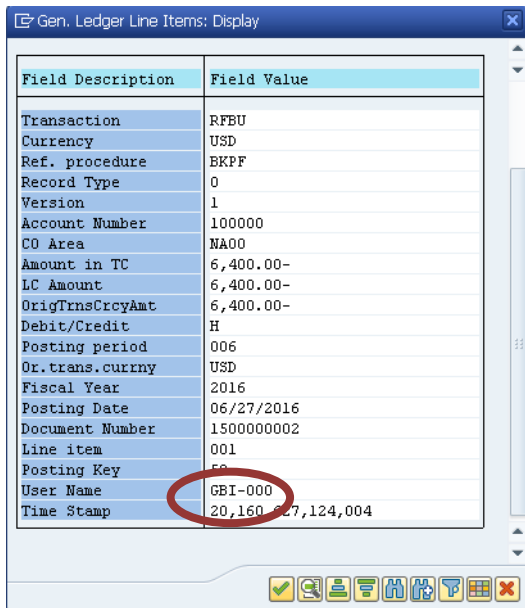 Gen. Ledger Line Items: Display
Field Description Field Value
Transaction RFBU
Currency USD
Ref. procedure BKPF
Record Type 0
Version 1
Account Number 100000
CO Area NA00
Amount in TC 6,400.00-
LC Amount 6,400.00-
OrigTrnsCrcyAmt 6,400.00-
Debit/Credit H
Posting period 006
Or.trans.currny USD
Fiscal Year 2016
Posting Date 06/27/2016
Document Number 1500000002
Line item 001
Posting Key
User Name GBI-000
Time Stamp 20,160,627,124,004